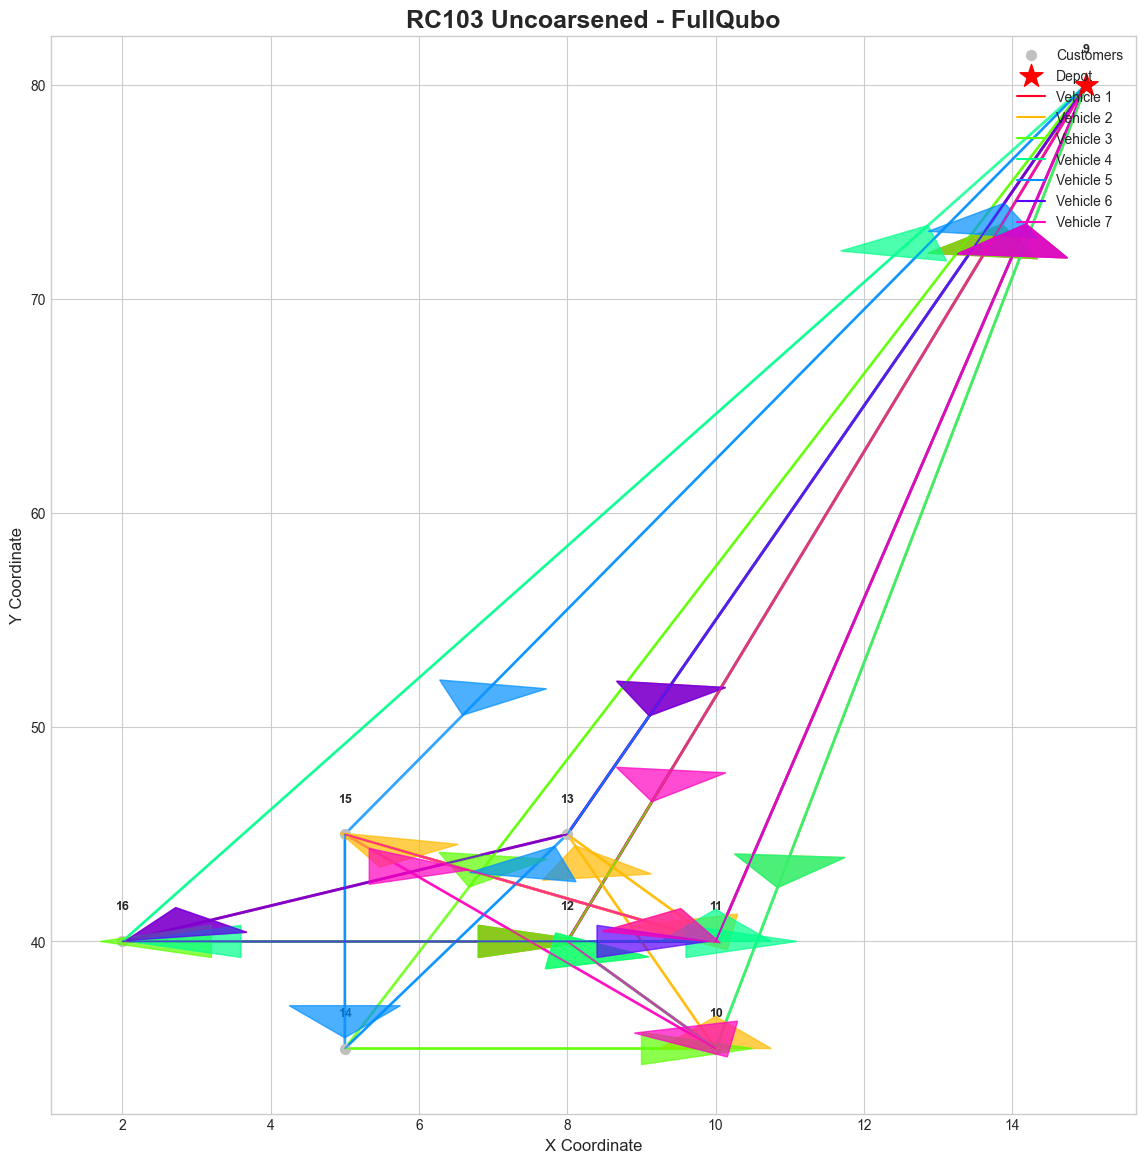 RC103 Uncoarsened - FullQubo
9
Customers
Depot
Vehicle 1
Vehicle 2
Vehicle 3
Vehicle 4
Vehicle 5
Vehicle 6
Vehicle 7
80
70
60
50
40
Y Coordinate
15
13
16
12
11
14
10
2
4
6
8
10
12
14
X Coordinate